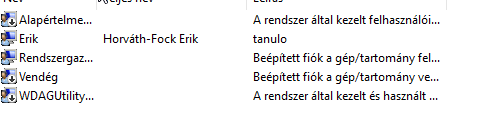 Név Teljes név Leírás
Alapértelme... A rendszer által kezelt felhasználói...
Erik Horváth-Fock Erik tanulo
Rendszergaz... Beépített fiók a gép/tartomány fel...
Vendég Beépített fiók a gép/tartomány ve...
WDAGUtility... A rendszer által kezelt és használt ...